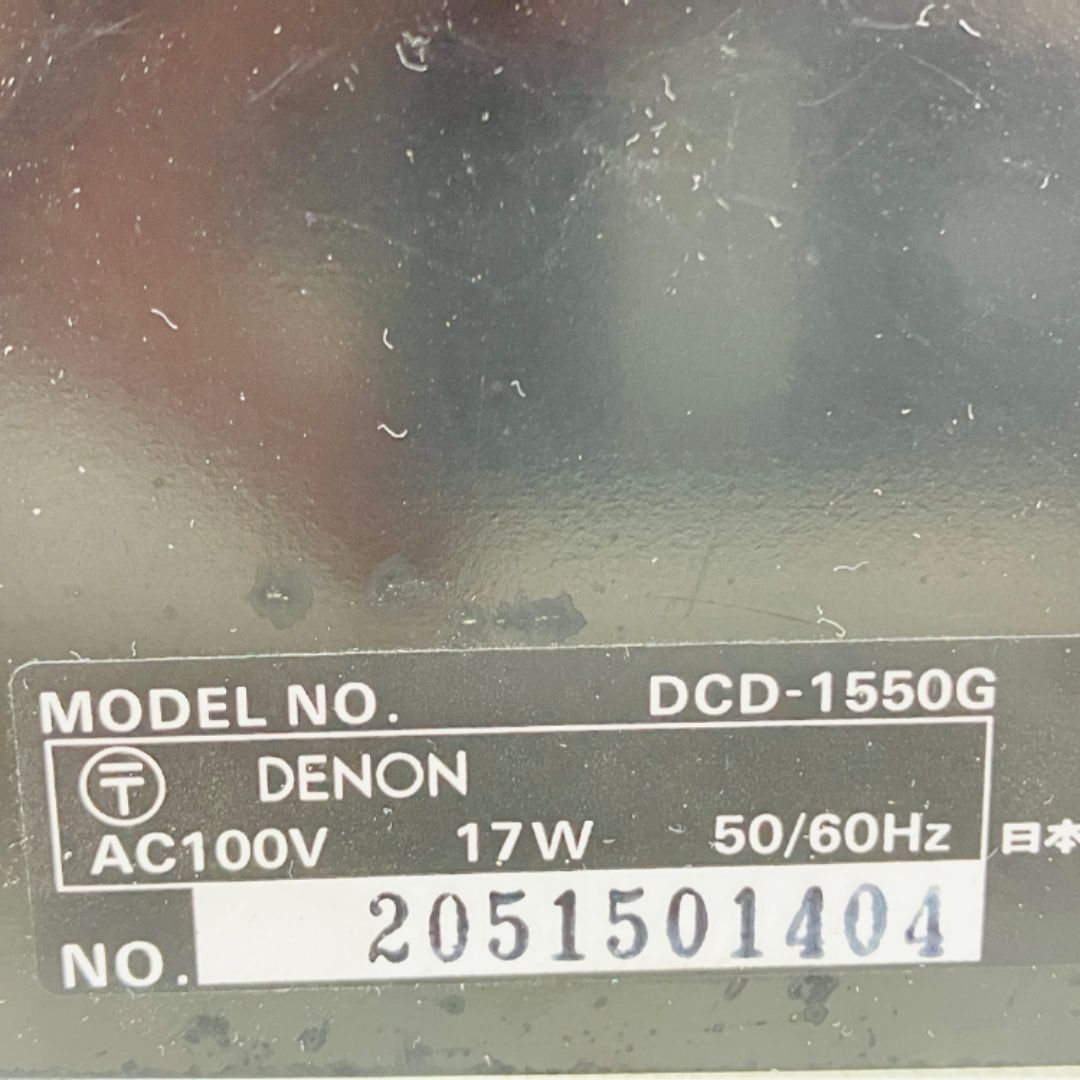 MODEL NO. DCD-1550G
〒 DENON
AC100V 17W 50/60Hz 日本
NO. 2051501404